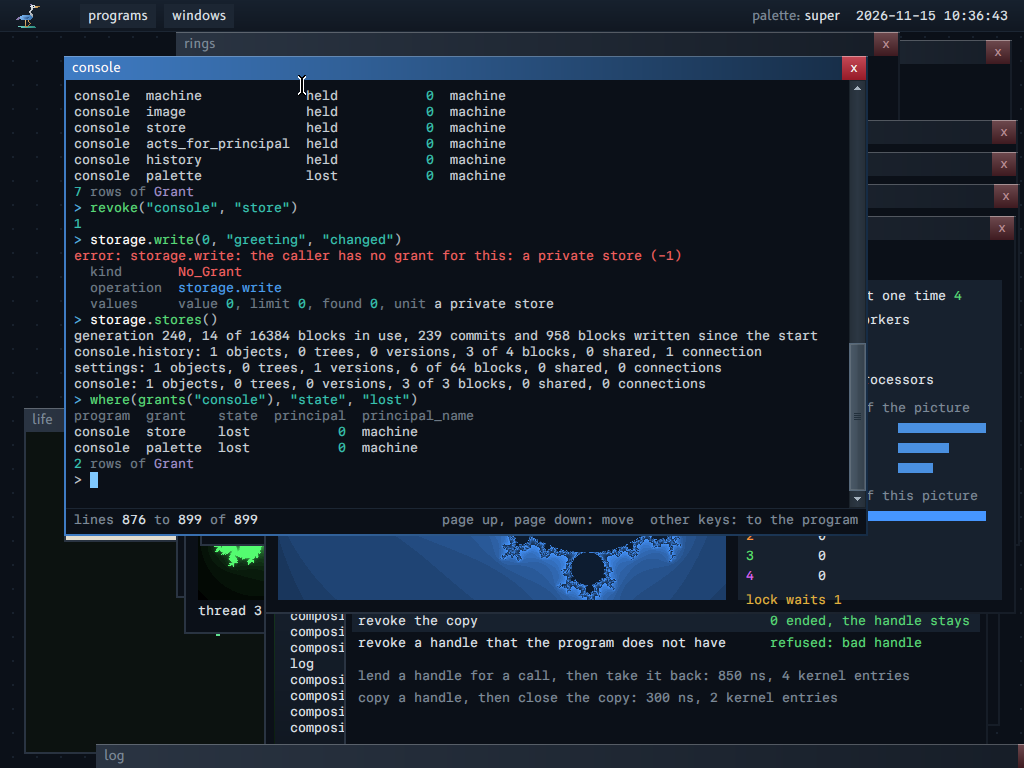 programs windows palette: super 2026-11-15 10:36:43
rings x
x
console x
console machine held 0 machine
console image held 0 machine
console store held 0 machine
console acts_for_principal held 0 machine
console history held 0 machine
console palette lost 0 machine
7 rows of Grant
> revoke("console", "store")
1
> storage.write(0, "greeting", "changed")
error: storage.write: the caller has no grant for this: a private store (-1)
kind No_Grant
operation storage.write
values value 0, limit 0, found 0, unit a private store
> storage.stores()
generation 240, 14 of 16384 blocks in use, 239 commits and 958 blocks written since the start
console.history: 1 objects, 0 trees, 0 versions, 3 of 4 blocks, 0 shared, 1 connection
settings: 1 objects, 0 trees, 1 versions, 6 of 64 blocks, 0 shared, 0 connections
console: 1 objects, 0 trees, 0 versions, 3 of 3 blocks, 0 shared, 0 connections
> where(grants("console"), "state", "lost")
program grant state principal principal_name
console store lost 0 machine
console palette lost 0 machine
2 rows of Grant
>
lines 876 to 899 of 899 page up, page down: move other keys: to the program
x
x
x
x
t one time 4
rkers
rocessors
f the picture
f this picture
life
2 0
3 0
4 0
lock waits 1
thread 3
composi
composi
composi
log
composi
composi
composi
composi
revoke the copy 0 ended, the handle stays
revoke a handle that the program does not have refused: bad handle
lend a handle for a call, then take it back: 850 ns, 4 kernel entries
copy a handle, then close the copy: 300 ns, 2 kernel entries
log